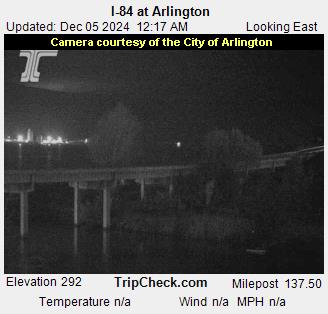 I-84 at Arlington
Updated: Dec 05 2024 12:17 AM Looking East
Camera courtesy of the City of Arlington
Elevation 292 TripCheck.com Milepost 137.50
Temperature n/a Wind n/a MPH n/a